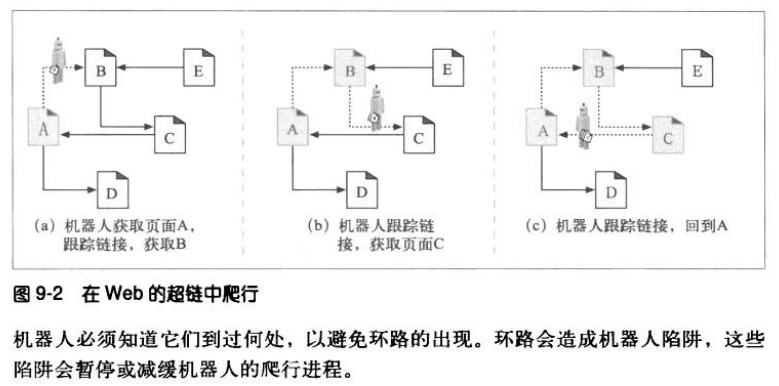 B
E
A
C
D
(a) 机器人获取页面A,
跟踪链接,获取B
B
E
A
C
D
(b) 机器人跟踪链
接,获取页面C
B
E
A
C
D
(c) 机器人跟踪链接,回到A
图 9-2 在 Web 的超链中爬行
机器人必须知道它们到过何处,以避免环路的出现。环路会造成机器人陷阱,这些
陷阱会暂停或减缓机器人的爬行进程。